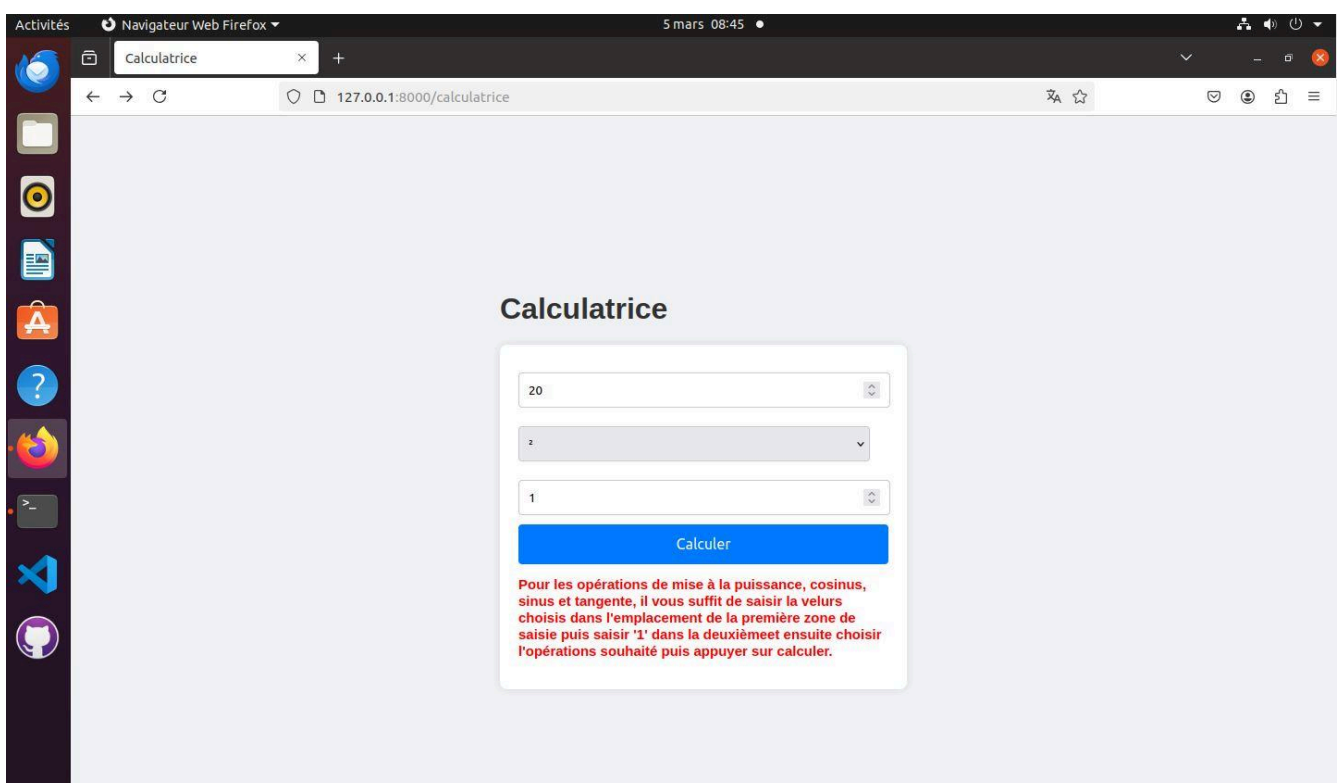 Activités Navigateur Web Firefox 5 mars 08:45
Calculatrice
127.0.0.1:8000/calculatrice
Calculatrice
20
²
1
Calculer
Pour les opérations de mise à la puissance, cosinus,
sinus et tangente, il vous suffit de saisir la velurs
choisis dans l'emplacement de la première zone de
saisie puis saisir '1' dans la deuxièmeet ensuite choisir
l'opérations souhaité puis appuyer sur calculer.